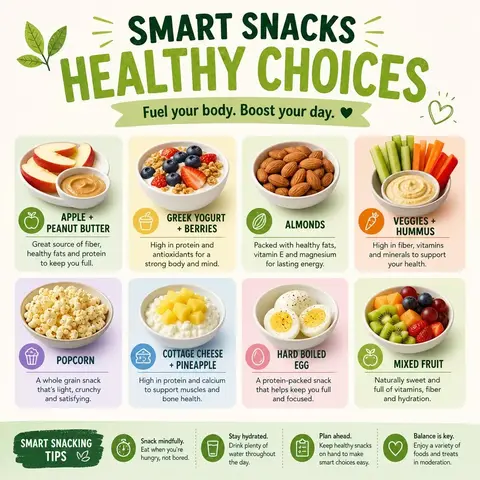 SMART SNACKS
HEALTHY CHOICES
Fuel your body. Boost your day.
APPLE +
PEANUT BUTTER
Great source of fiber,
healthy fats and protein
to keep you full.
GREEK YOGURT
+ BERRIES
High in protein and
antioxidants for a
strong body and mind.
ALMONDS
Packed with healthy fats,
vitamin E and magnesium
for lasting energy.
VEGGIES +
HUMMUS
High in fiber, vitamins
and minerals to support
your health.
POPCORN
A whole grain snack
that's light, crunchy
and satisfying.
COTTAGE CHEESE
+ PINEAPPLE
High in protein and calcium
to support muscles and
bone health.
HARD BOILED
EGG
A protein-packed snack
that helps keep you full
and focused.
MIXED FRUIT
Naturally sweet and
full of vitamins, fiber
and hydration.
SMART SNACKING
TIPS
Snack mindfully.
Eat when you're
hungry, not bored.
Stay hydrated.
Drink plenty of
water throughout
the day.
Plan ahead.
Keep healthy snacks
on hand to make
smart choices easy.
Balance is key.
Enjoy a variety of
foods and treats
in moderation.